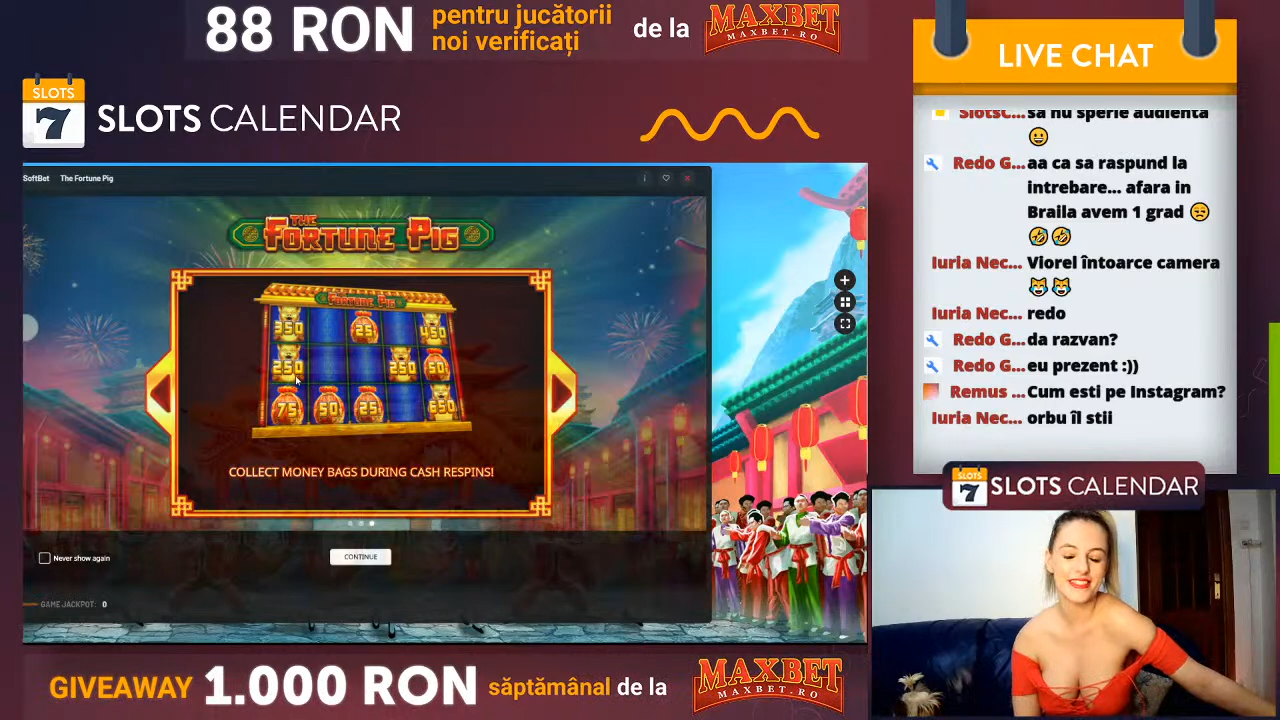 88 RON
pentru jucătorii
noi verificați
de la
MAXBET
MAXBET.RO
SLOTS
7
SLOTS CALENDAR
SoftBet
The Fortune Pig
THE
FORTUNE PIG
FORTUNE PIG
350
25
450
250
250
50
75
50
25
650
COLLECT MONEY BAGS DURING CASH RESPINS!
Never show again
CONTINUE
GAME JACKPOT: 0
GIVEAWAY 1.000 RON săptămânal de la
MAXBET
MAXBET.RO
LIVE CHAT
SlotsC... să nu sperie audienta
😀
Redo G... aa ca sa raspund la
intrebare... afara in
Braila avem 1 grad 😒
🤣🤣
Iuria Nec... Viorel întoarce camera
😹😹
Iuria Nec... redo
Redo G... da razvan?
Redo G... eu prezent :))
Remus ... Cum esti pe Instagram?
Iuria Nec... orbu îl stii
SLOTS
7
SLOTS CALENDAR